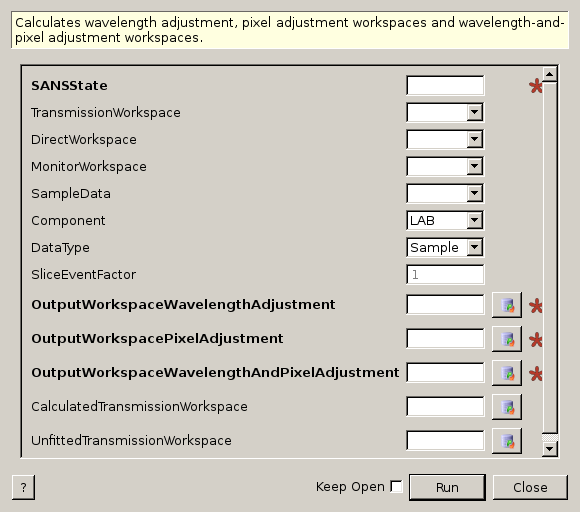 Calculates wavelength adjustment, pixel adjustment workspaces and wavelength-and-
pixel adjustment workspaces.
SANSState
TransmissionWorkspace
DirectWorkspace
MonitorWorkspace
SampleData
Component LAB
DataType Sample
SliceEventFactor 1
OutputWorkspaceWavelengthAdjustment
OutputWorkspacePixelAdjustment
OutputWorkspaceWavelengthAndPixelAdjustment
CalculatedTransmissionWorkspace
UnfittedTransmissionWorkspace
? Keep Open Run Close